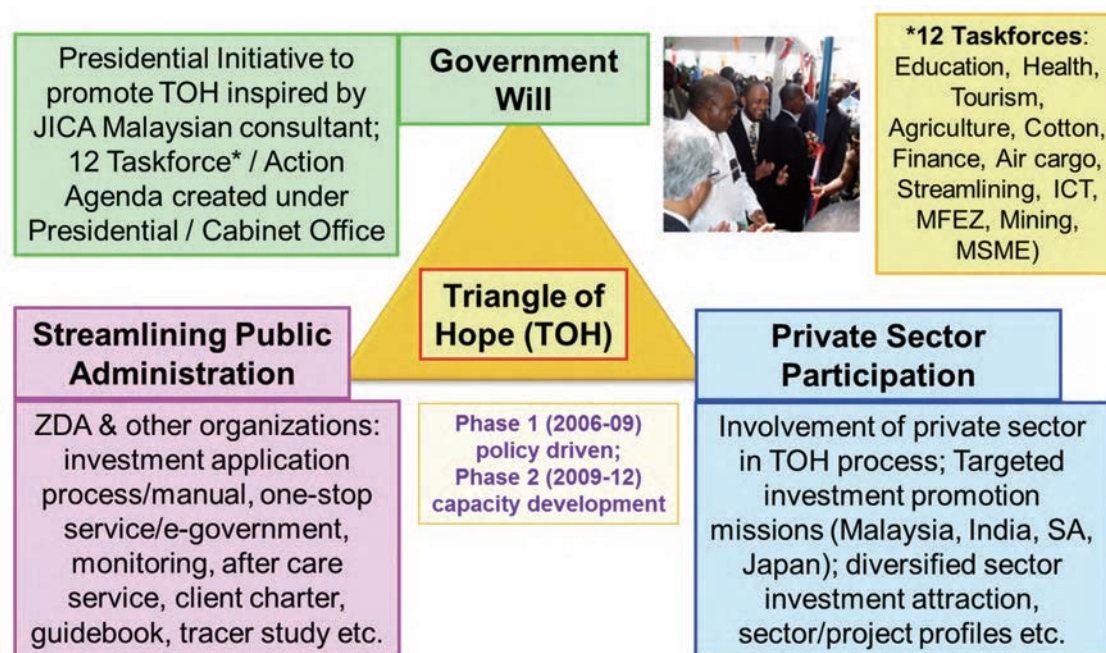 Presidential Initiative to
promote TOH inspired by
JICA Malaysian consultant;
12 Taskforce* / Action
Agenda created under
Presidential / Cabinet Office
Government
Will
*12 Taskforces:
Education, Health,
Tourism,
Agriculture, Cotton,
Finance, Air cargo,
Streamlining, ICT,
MFEZ, Mining,
MSME)
Triangle of
Hope (TOH)
Streamlining Public
Administration
ZDA & other organizations:
investment application
process/manual, one-stop
service/e-government,
monitoring, after care
service, client charter,
guidebook, tracer study etc.
Phase 1 (2006-09)
policy driven;
Phase 2 (2009-12)
capacity development
Private Sector
Participation
Involvement of private sector
in TOH process; Targeted
investment promotion
missions (Malaysia, India, SA,
Japan); diversified sector
investment attraction,
sector/project profiles etc.